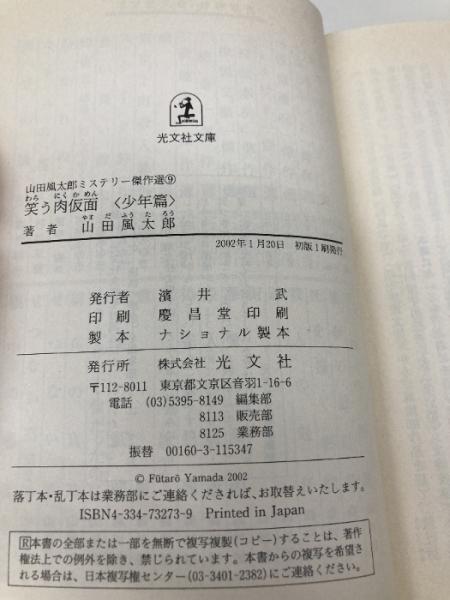 光文社文庫
山田風太郎ミステリー傑作選⑨
わら にくかめん
笑う肉仮面 〈少年篇〉
やま だ ふう た ろう
著者 山田風太郎
2002年1月20日 初版1刷発行
発行者 濱井 武
印刷 慶昌堂印刷
製本 ナショナル製本
発行所 株式会社 光文社
〒112-8011 東京都文京区音羽1-16-6
電話 (03)5395-8149 編集部
8113 販売部
8125 業務部
振替 00160-3-115347
© Fūtarō Yamada 2002
落丁本・乱丁本は業務部にご連絡くだされば、お取替えいたします。
ISBN4-334-73273-9 Printed in Japan
R本書の全部または一部を無断で複写複製(コピー)することは、著作
権法上での例外を除き、禁じられています。本書からの複写を希望さ
れる場合は、日本複写権センター(03-3401-2382)にご連絡ください。